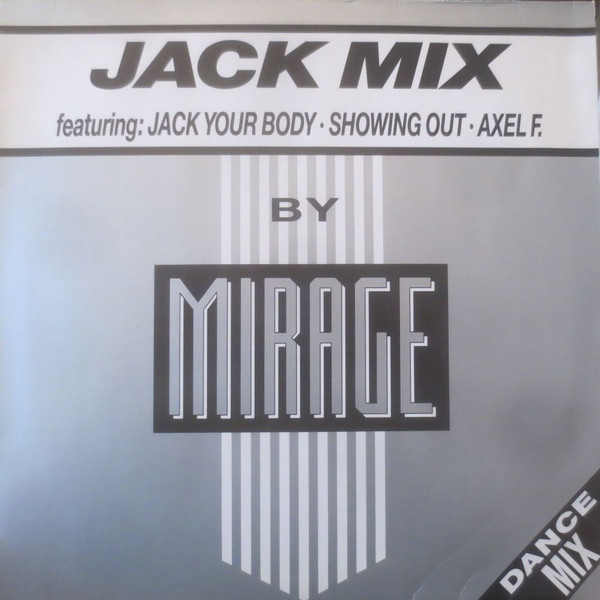 JACK MIX
featuring: JACK YOUR BODY · SHOWING OUT · AXEL F.
BY
MIRAGE
DANCE
MIX